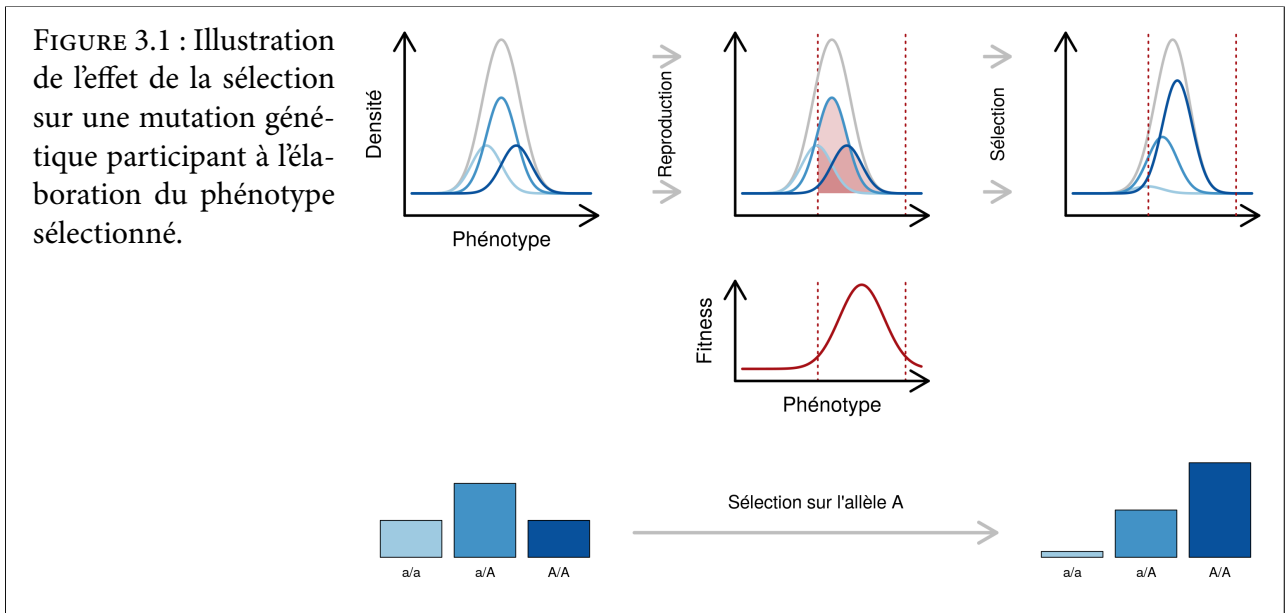 FIGURE 3.1 : Illustration
de l'effet de la sélection
sur une mutation géné-
tique participant à l'éla-
boration du phénotype
sélectionné.
Densité
Phénotype
Reproduction
Sélection
Fitness
Phénotype
Sélection sur l'allèle A
a/a
a/A
A/A
a/a
a/A
A/A